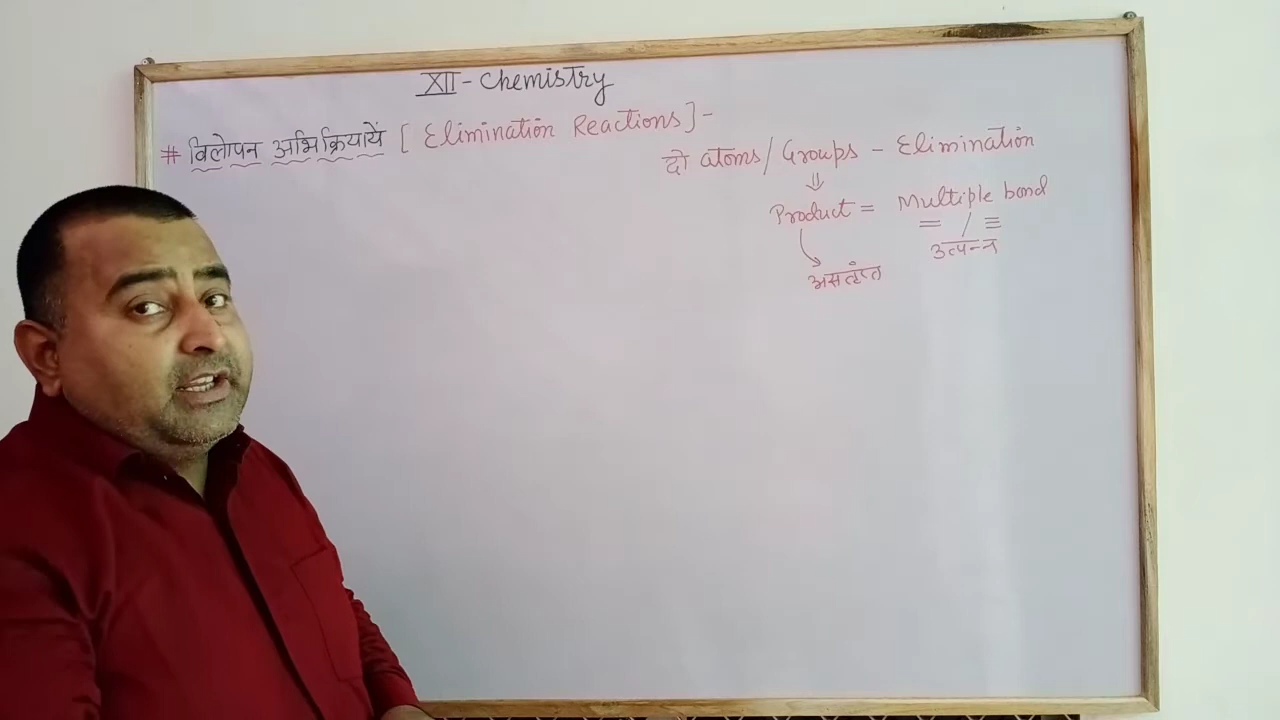 XII - Chemistry
# विलोपन अभिक्रियायें [ Elimination Reactions ] -
दो atoms / Groups - Elimination
⇓
Product = Multiple bond
= / ≡
उत्पन्न
असतृंप्त